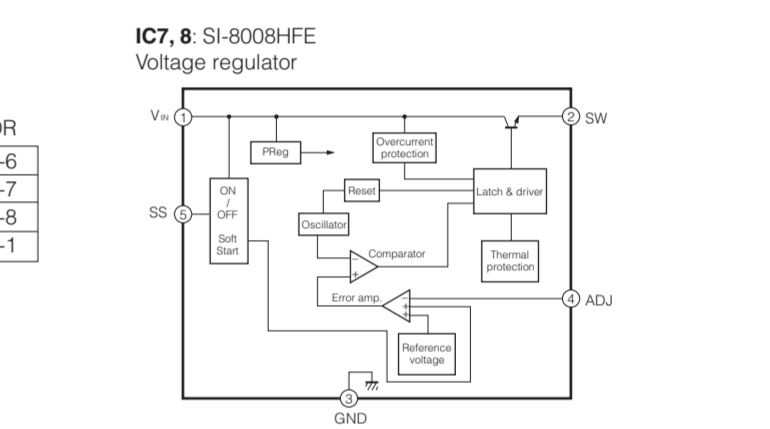 IC7, 8: SI-8008HFE
Voltage regulator
OR
-6
-7
-8
-1
VIN 1
2 SW
PReg
Overcurrent
protection
ON
/
OFF
Soft
Start
SS 5
Reset
Latch & driver
Oscillator
Comparator
−
+
Thermal
protection
Error amp.
−
+
+
4 ADJ
Reference
voltage
3
GND